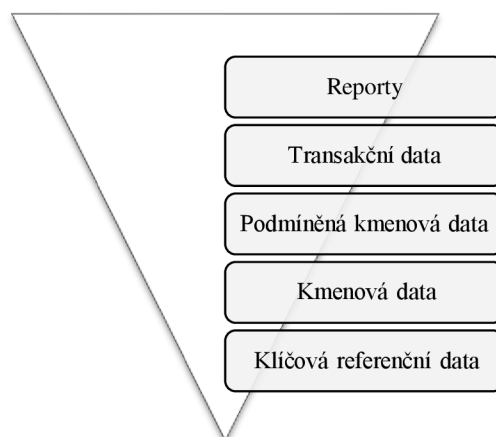 Reporty
Transakční data
Podmíněná kmenová data
Kmenová data
Klíčová referenční data